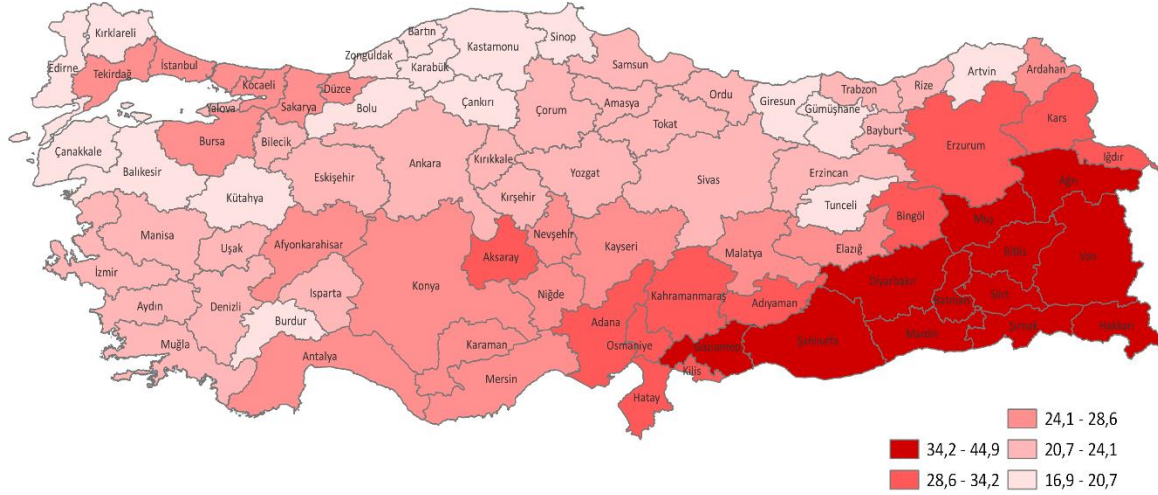 Kırklareli
Edirne
Tekirdağ
İstanbul
Kocaeli
Yalova
Sakarya
Düzce
Zonguldak
Bartın
Karabük
Kastamonu
Sinop
Bolu
Çankırı
Samsun
Çorum
Amasya
Ordu
Tokat
Giresun
Gümüşhane
Trabzon
Rize
Bayburt
Artvin
Ardahan
Kars
Erzurum
Iğdır
Ağrı
Çanakkale
Balıkesir
Bursa
Bilecik
Kütahya
Eskişehir
Ankara
Kırıkkale
Kırşehir
Yozgat
Sivas
Erzincan
Tunceli
Bingöl
Muş
Bitlis
Van
Manisa
Uşak
Afyonkarahisar
Konya
Aksaray
Nevşehir
Kayseri
Malatya
Elazığ
Diyarbakır
Batman
Siirt
İzmir
Aydın
Denizli
Isparta
Burdur
Muğla
Antalya
Karaman
Niğde
Mersin
Adana
Osmaniye
Kahramanmaraş
Adıyaman
Gaziantep
Kilis
Hatay
Şanlıurfa
Mardin
Şırnak
Hakkari
24,1 - 28,6
34,2 - 44,9
20,7 - 24,1
28,6 - 34,2
16,9 - 20,7